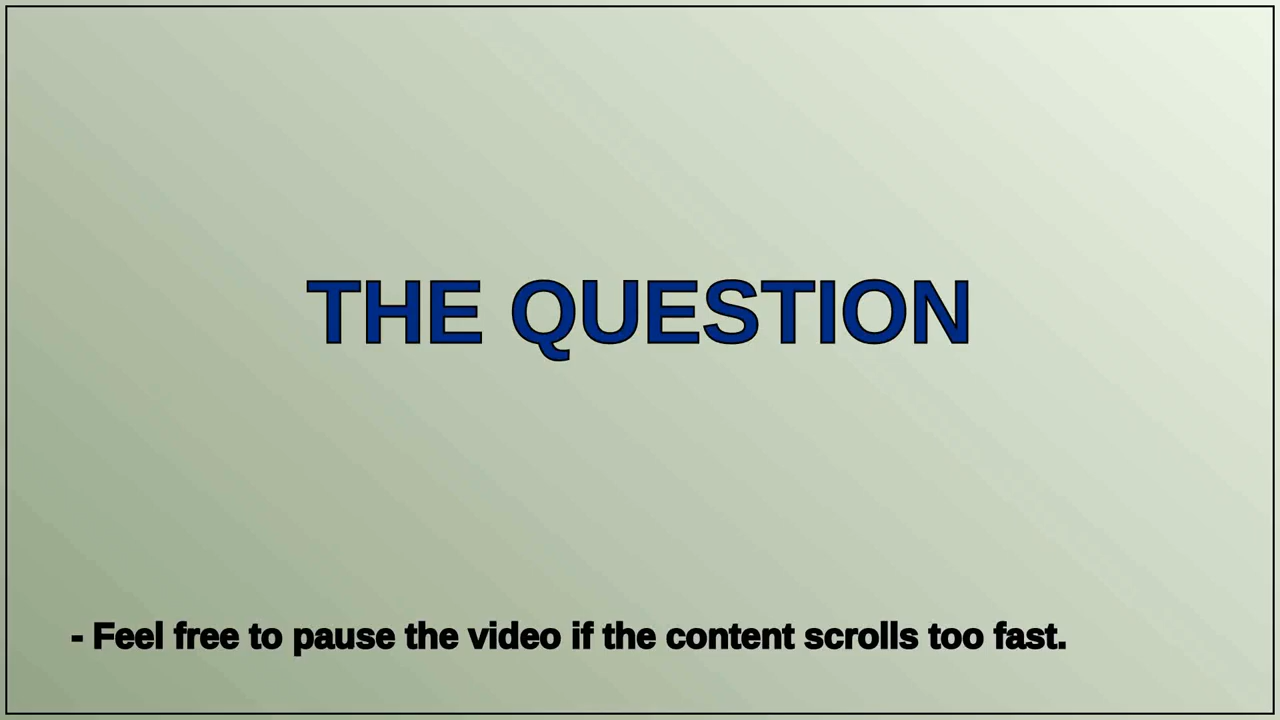 THE QUESTION
- Feel free to pause the video if the content scrolls too fast.